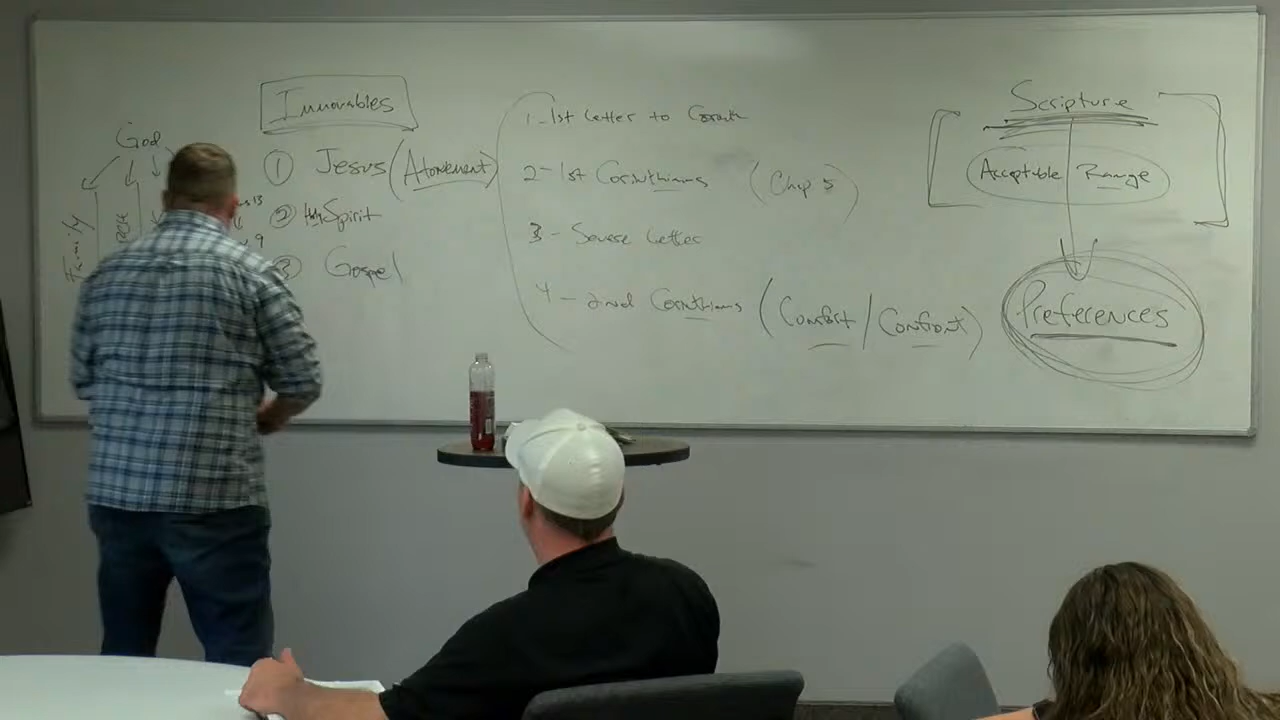 God
Family
Immovables
① Jesus (Atonement)
② Holy Spirit
③ Gospel
1 - 1st Letter to Corinth
2 - 1st Corinthians (Chap 5)
3 - Severe Letter
4 - 2nd Corinthians (Comfort / Confront)
Scripture
Acceptable Range
Preferences